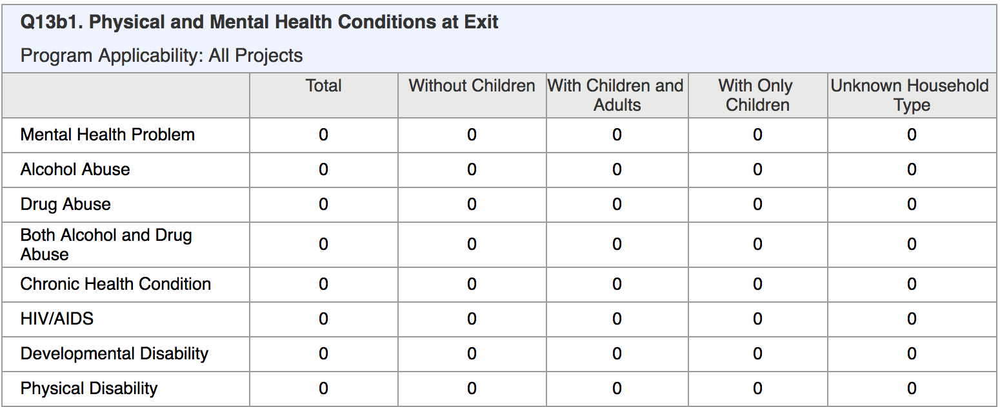 Q13b1. Physical and Mental Health Conditions at Exit
Program Applicability: All Projects
Total Without Children With Children and Adults With Only Children Unknown Household Type
Mental Health Problem 0 0 0 0 0
Alcohol Abuse 0 0 0 0 0
Drug Abuse 0 0 0 0 0
Both Alcohol and Drug Abuse 0 0 0 0 0
Chronic Health Condition 0 0 0 0 0
HIV/AIDS 0 0 0 0 0
Developmental Disability 0 0 0 0 0
Physical Disability 0 0 0 0 0